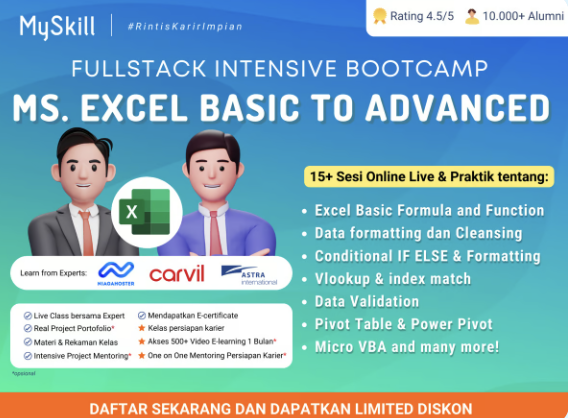 MySkill
#RintisKarirImpian
Rating 4.5/5
10.000+ Alumni
FULLSTACK INTENSIVE BOOTCAMP
MS. EXCEL BASIC TO ADVANCED
15+ Sesi Online Live & Praktik tentang:
• Excel Basic Formula and Function
• Data formatting dan Cleansing
• Conditional IF ELSE & Formatting
• Vlookup & index match
• Data Validation
• Pivot Table & Power Pivot
• Micro VBA and many more!
X
Learn from Experts:
NIAGAHOSTER
carvil
ASTRA
international
Live Class bersama Expert
Real Project Portofolio*
Materi & Rekaman Kelas
Intensive Project Mentoring*
Mendapatkan E-certificate
Kelas persiapan karier
Akses 500+ Video E-learning 1 Bulan*
One on One Mentoring Persiapan Karier*
*opsional
DAFTAR SEKARANG DAN DAPATKAN LIMITED DISKON